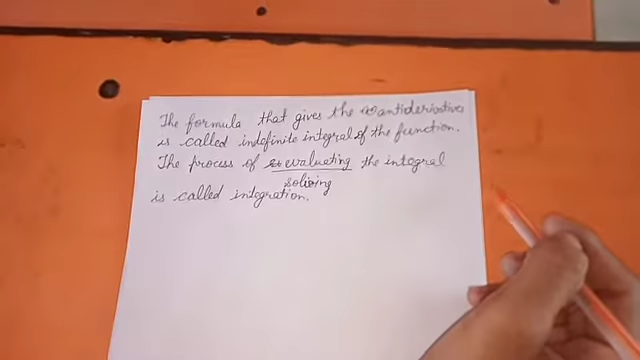 The formula that gives the antiderivative
is called indefinite integral of the function.
The process of evaluating the integral
solving
is called integration.